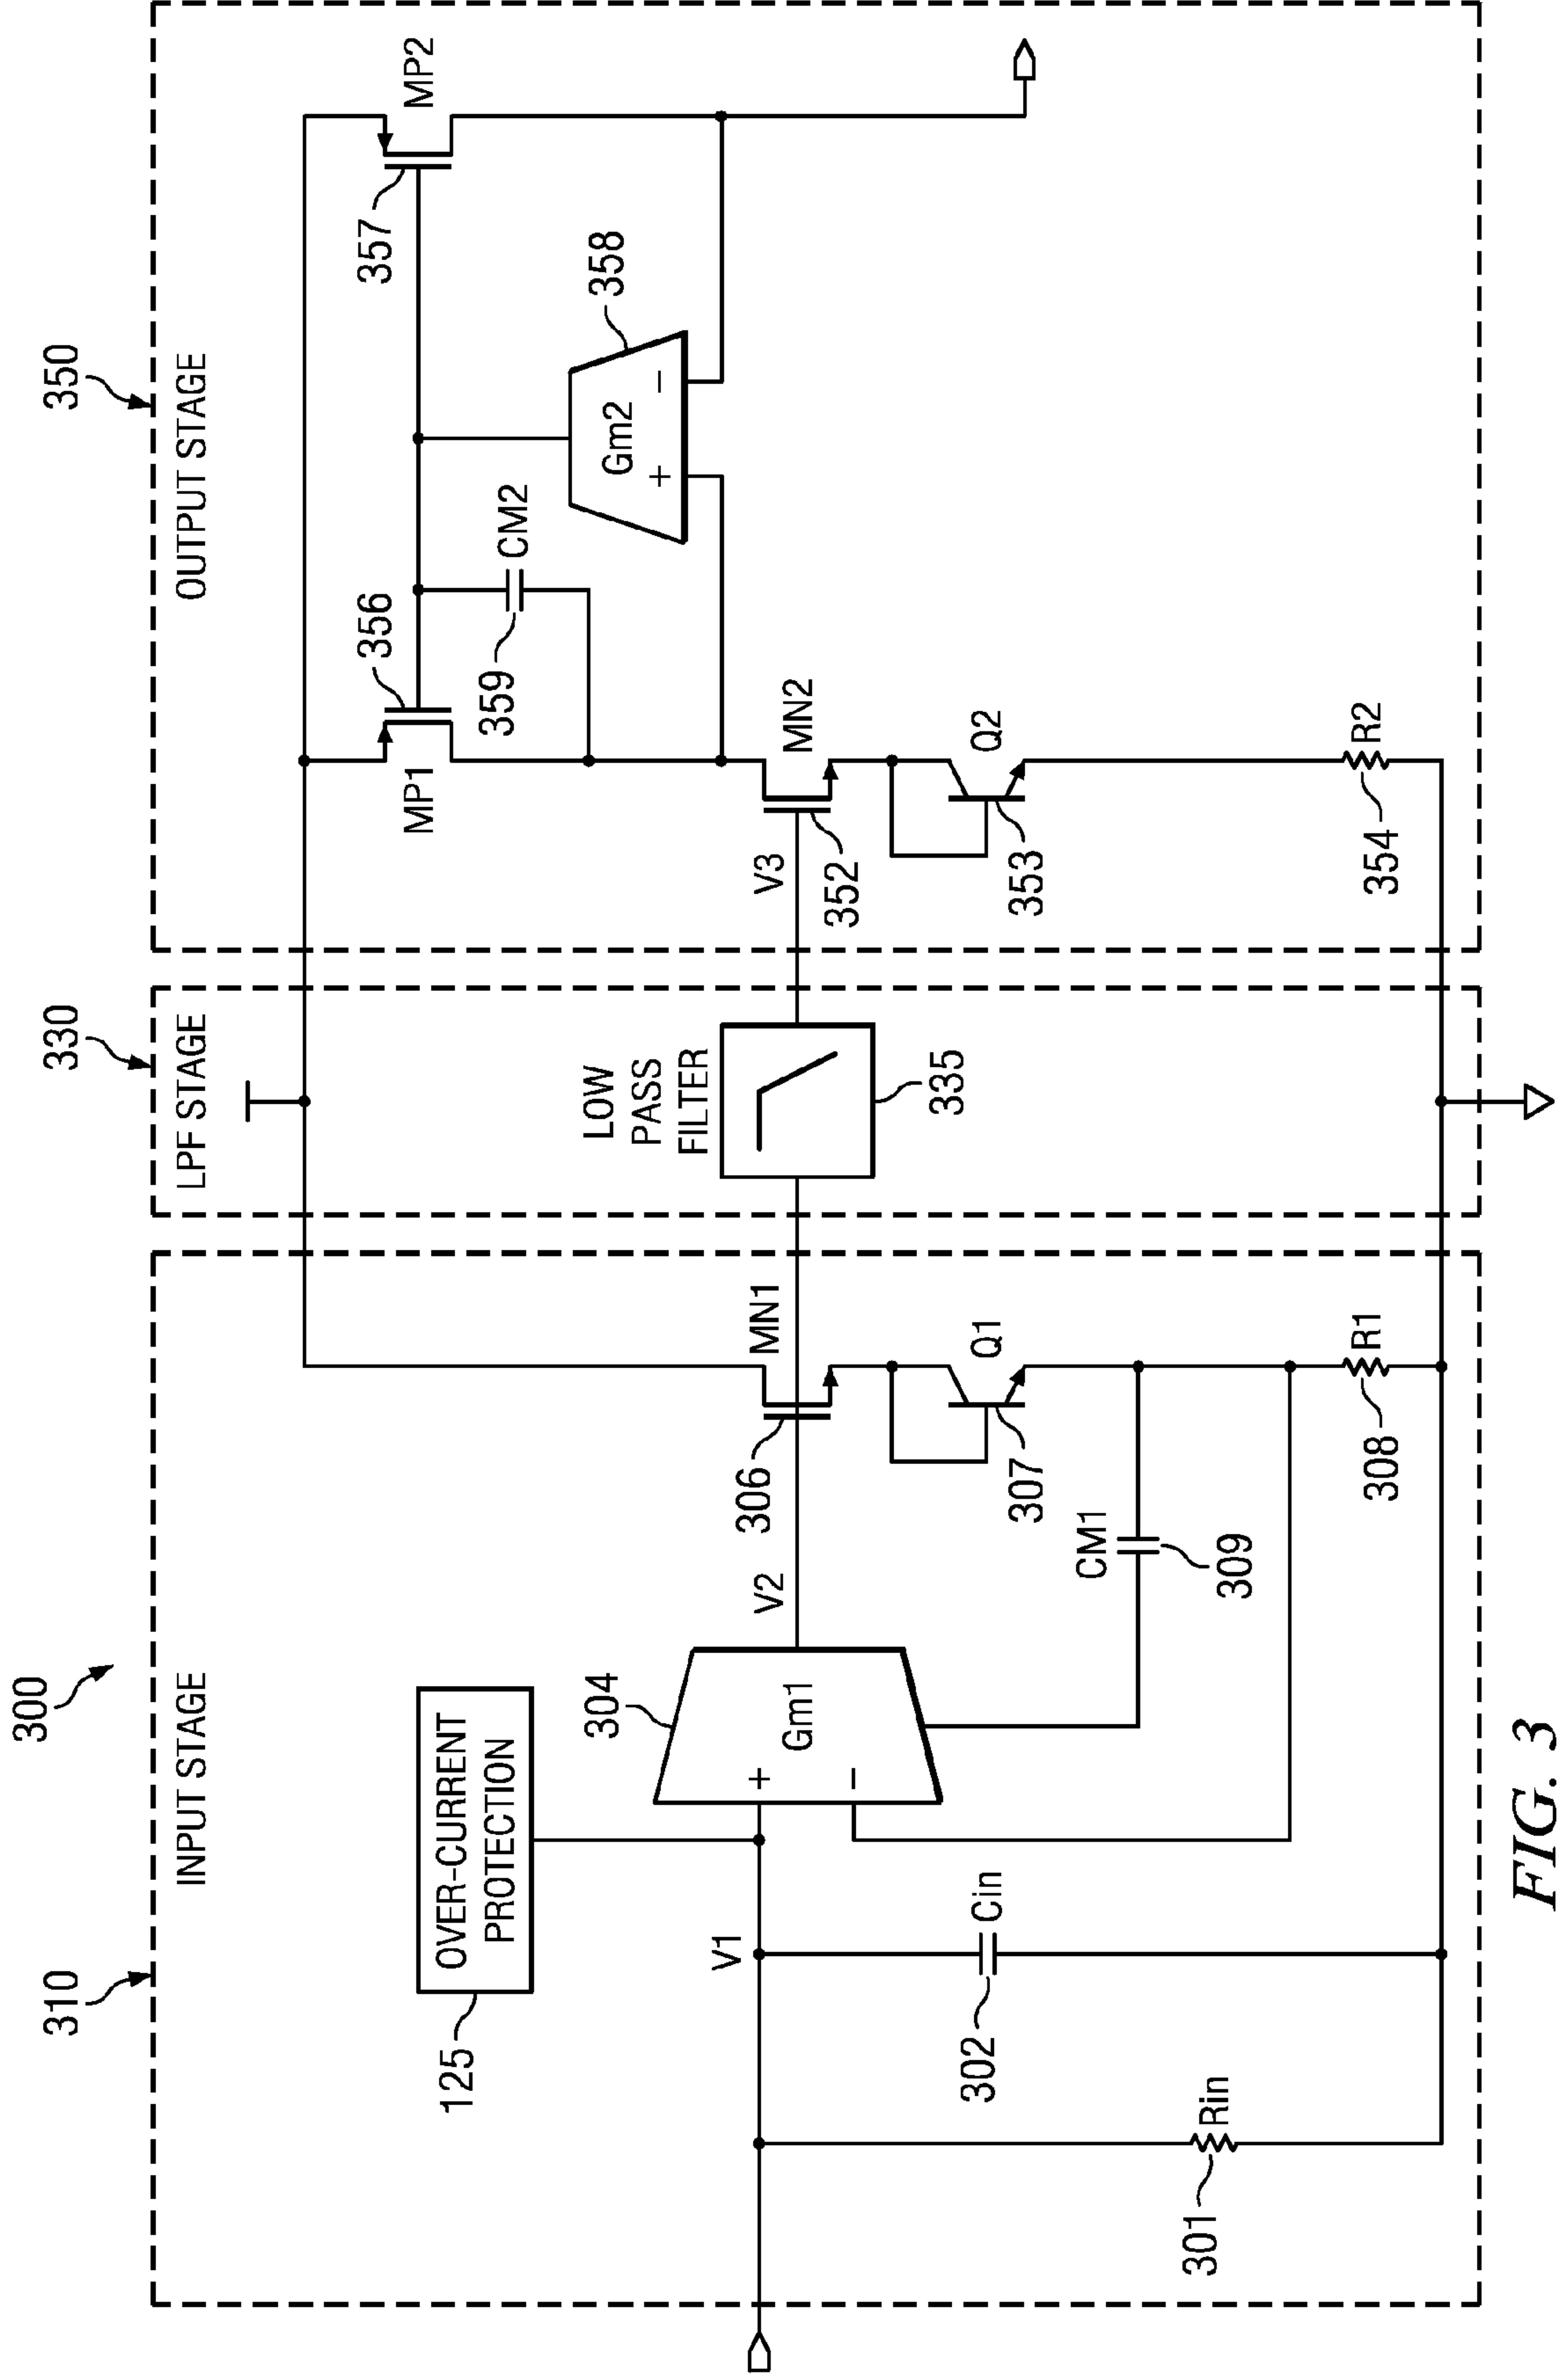 300
310
INPUT STAGE
330
LPF STAGE
350
OUTPUT STAGE
125
OVER-CURRENT
PROTECTION
V1
301
Rin
302
Cin
304
+
−
Gm1
V2
306
MN1
307
Q1
CM1
309
308
R1
LOW
PASS
FILTER
335
V3
MP1
356
359
CM2
352
MN2
353
Q2
354
R2
+
−
Gm2
358
357
MP2
FIG. 3